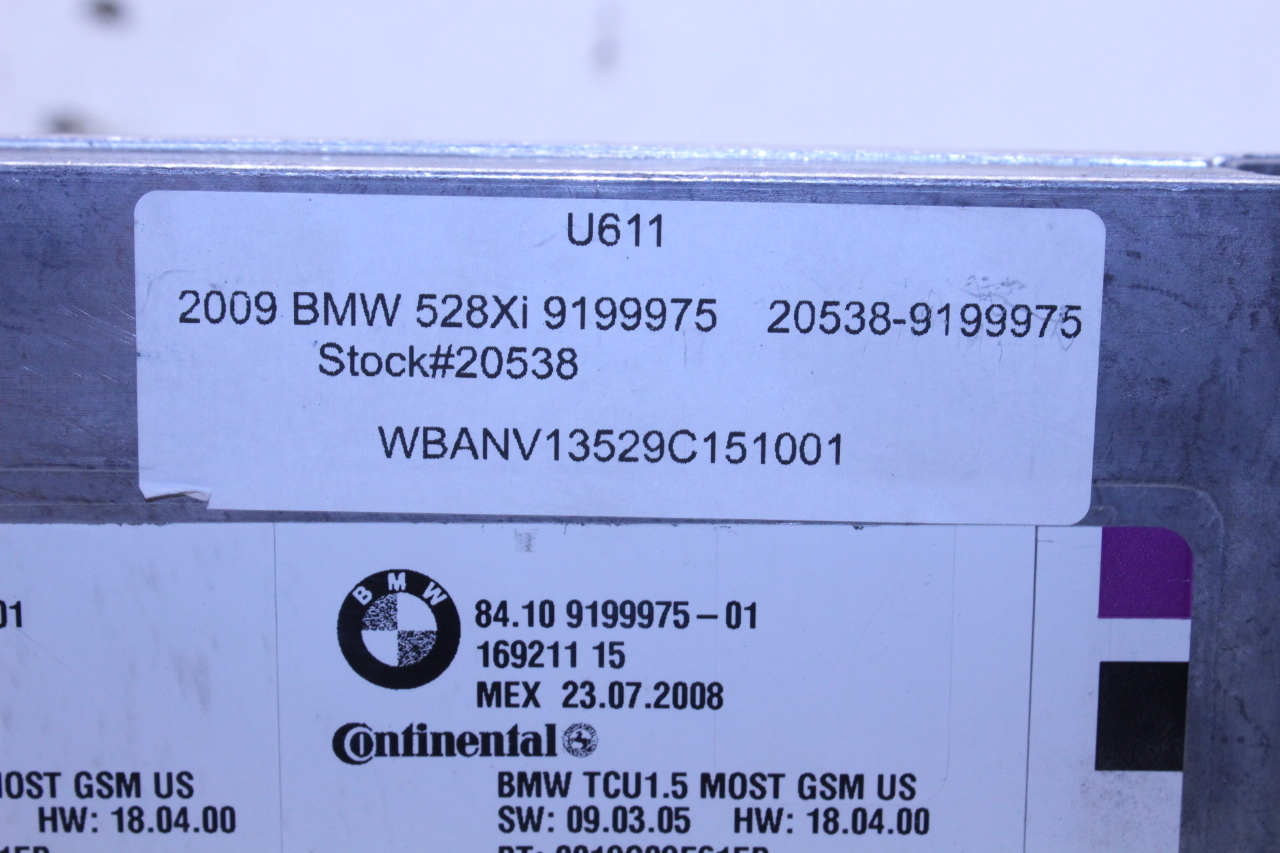 U611
2009 BMW 528Xi 9199975 20538-9199975
Stock#20538
WBANV13529C151001
01
BMW
84.10 9199975-01
169211 15
MEX 23.07.2008
Continental
GSM US
BMW TCU1.5 MOST GSM US
HW: 18.04.00
SW: 09.03.05 HW: 18.04.00